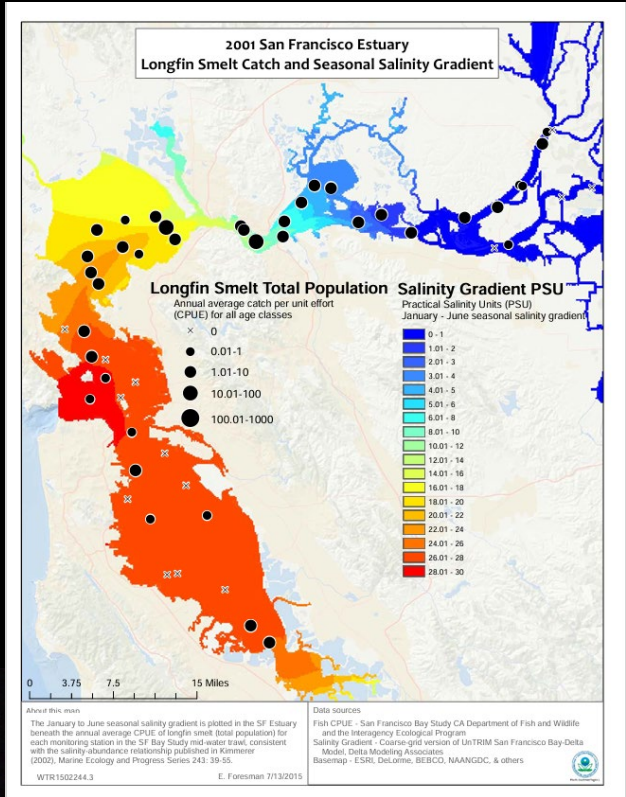 2001 San Francisco Estuary
Longfin Smelt Catch and Seasonal Salinity Gradient
Longfin Smelt Total Population
Annual average catch per unit effort
(CPUE) for all age classes
0
0.01-1
1.01-10
10.01-100
100.01-1000
Salinity Gradient PSU
Practical Salinity Units (PSU)
January - June seasonal salinity gradient
0 - 1
1.01 - 2
2.01 - 3
3.01 - 4
4.01 - 5
5.01 - 6
6.01 - 8
8.01 - 10
10.01 - 12
12.01 - 14
14.01 - 16
16.01 - 18
18.01 - 20
20.01 - 22
22.01 - 24
24.01 - 26
26.01 - 28
28.01 - 30
0 3.75 7.5 15 Miles
About this map
The January to June seasonal salinity gradient is plotted in the SF Estuary
beneath the annual average CPUE of longfin smelt (total population) for
each monitoring station in the SF Bay Study mid-water trawl, consistent
with the salinity-abundance relationship published in Kimmerer
(2002), Marine Ecology and Progress Series 243: 39-55.
WTR1502244.3 E. Foresman 7/13/2015
Data sources
Fish CPUE - San Francisco Bay Study CA Department of Fish and Wildlife
and the Interagency Ecological Program
Salinity Gradient - Coarse-grid version of UnTRIM San Francisco Bay-Delta
Model, Delta Modeling Associates
Basemap - ESRI, DeLorme, BEBCO, NAANGDC, & others